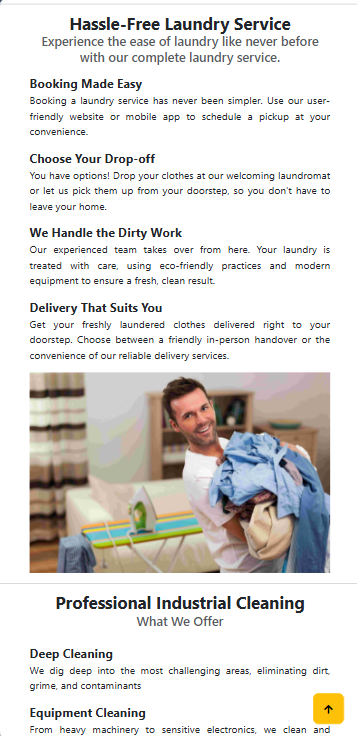 Hassle-Free Laundry Service
Experience the ease of laundry like never before
with our complete laundry service.
Booking Made Easy
Booking a laundry service has never been simpler. Use our user-
friendly website or mobile app to schedule a pickup at your
convenience.
Choose Your Drop-off
You have options! Drop your clothes at our welcoming laundromat
or let us pick them up from your doorstep, so you don't have to
leave your home.
We Handle the Dirty Work
Our experienced team takes over from here. Your laundry is
treated with care, using eco-friendly practices and modern
equipment to ensure a fresh, clean result.
Delivery That Suits You
Get your freshly laundered clothes delivered right to your
doorstep. Choose between a friendly in-person handover or the
convenience of our reliable delivery services.
Professional Industrial Cleaning
What We Offer
Deep Cleaning
We dig deep into the most challenging areas, eliminating dirt,
grime, and contaminants
Equipment Cleaning
From heavy machinery to sensitive electronics, we clean and